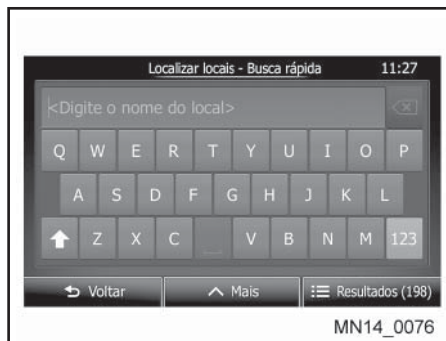 Localizar locais - Busca rápida 11:27
<Digite o nome do local>
Q W E R T Y U I O P
A S D F G H J K L
Z X C _ V B N M 123
Voltar Mais Resultados (198)
MN14_0076